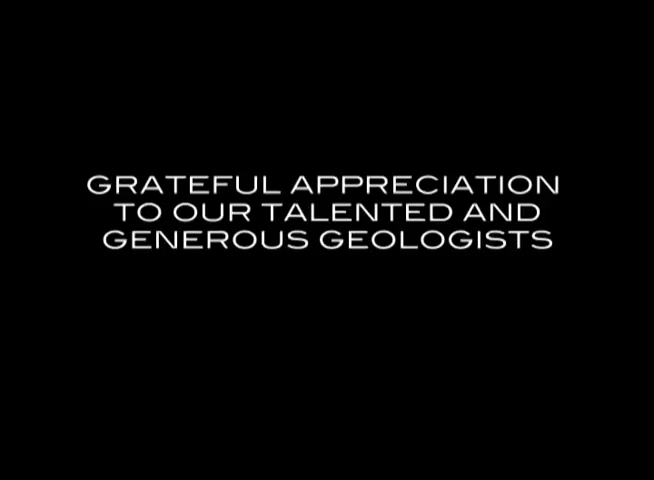 GRATEFUL APPRECIATION
TO OUR TALENTED AND
GENEROUS GEOLOGISTS